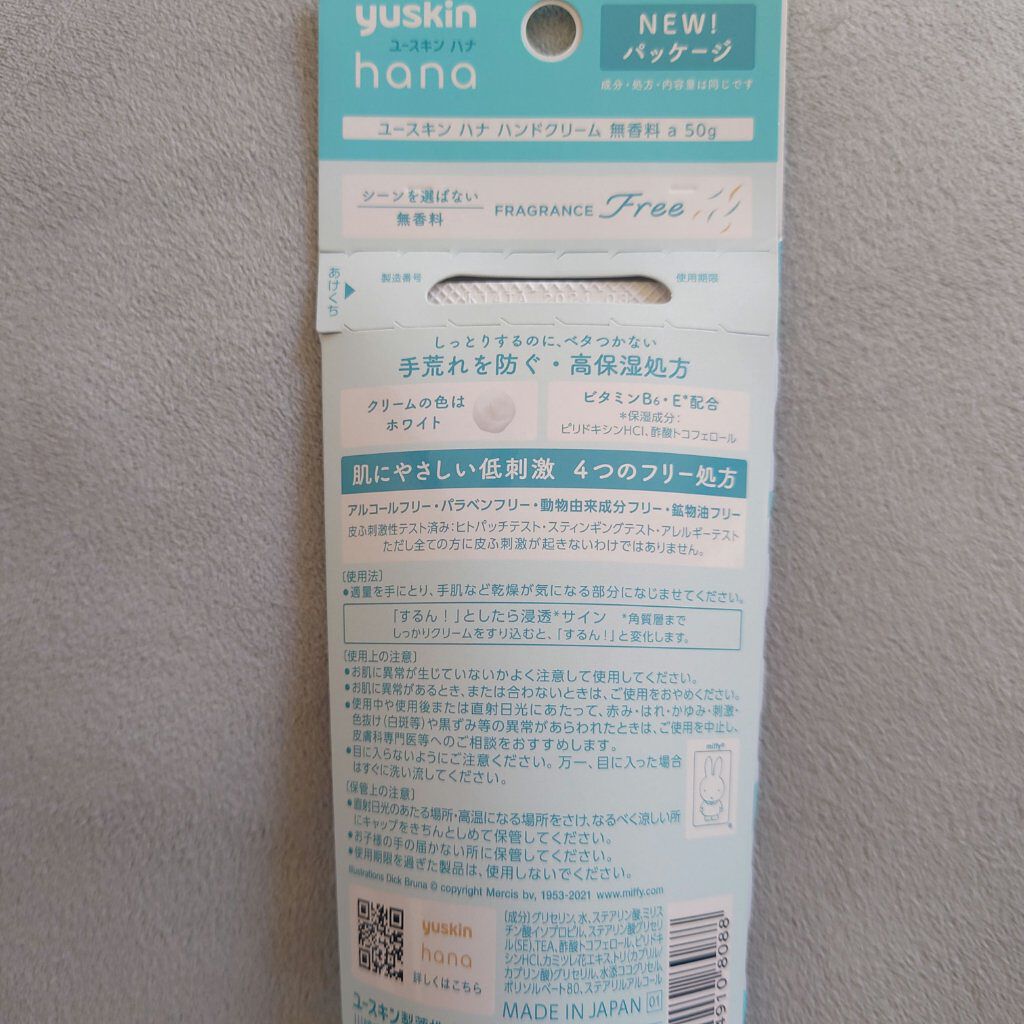 yuskin
ユースキン ハナ
hana
NEW!
パッケージ
成分・処方・内容量は同じです
ユースキン ハナ ハンドクリーム 無香料 a 50g
シーンを選ばない
無香料
FRAGRANCE Free
あけくち
製造番号
使用期限
2024.03
しっとりするのに、ベタつかない
手荒れを防ぐ・高保湿処方
クリームの色は
ホワイト
ビタミンB6・E*配合
*保湿成分:
ピリドキシンHCl、酢酸トコフェロール
肌にやさしい低刺激 4つのフリー処方
アルコールフリー・パラベンフリー・動物由来成分フリー・鉱物油フリー
皮ふ刺激性テスト済み:ヒトパッチテスト・スティンギングテスト・アレルギーテスト
ただし全ての方に皮ふ刺激が起きないわけではありません。
〔使用法〕
●適量を手にとり、手肌など乾燥が気になる部分になじませてください。
「するん!」としたら浸透*サイン *角質層まで
しっかりクリームをすり込むと、「するん!」と変化します。
〔使用上の注意〕
●お肌に異常が生じていないかよく注意して使用してください。
●お肌に異常があるとき、または合わないときは、ご使用をおやめください。
●使用中や使用後または直射日光にあたって、赤み・はれ・かゆみ・刺激・
色抜け(白斑等)や黒ずみ等の異常があらわれたときは、ご使用を中止し、
皮膚科専門医等へのご相談をおすすめします。
●目に入らないようにご注意ください。万一、目に入った場合
はすぐに洗い流してください。
miffy®
〔保管上の注意〕
●直射日光のあたる場所・高温になる場所をさけ、なるべく涼しい所
にキャップをきちんとしめて保管してください。
●お子様の手の届かない所に保管してください。
●使用期限を過ぎた製品は、使用しないでください。
Illustrations Dick Bruna © copyright Mercis bv, 1953-2021 www.miffy.com
yuskin
hana
詳しくはこちら
〔成分〕グリセリン、水、ステアリン酸、ミリス
チン酸イソプロピル、ステアリン酸グリセリ
ル(SE)、TEA、酢酸トコフェロール、ピリドキ
シンHCl、カミツレ花エキス、トリ(カプリル/
カプリン酸)グリセリル、水添ココグリセリル、
ポリソルベート80、ステアリルアルコール
MADE IN JAPAN 01
4910 8088
ユースキン製薬